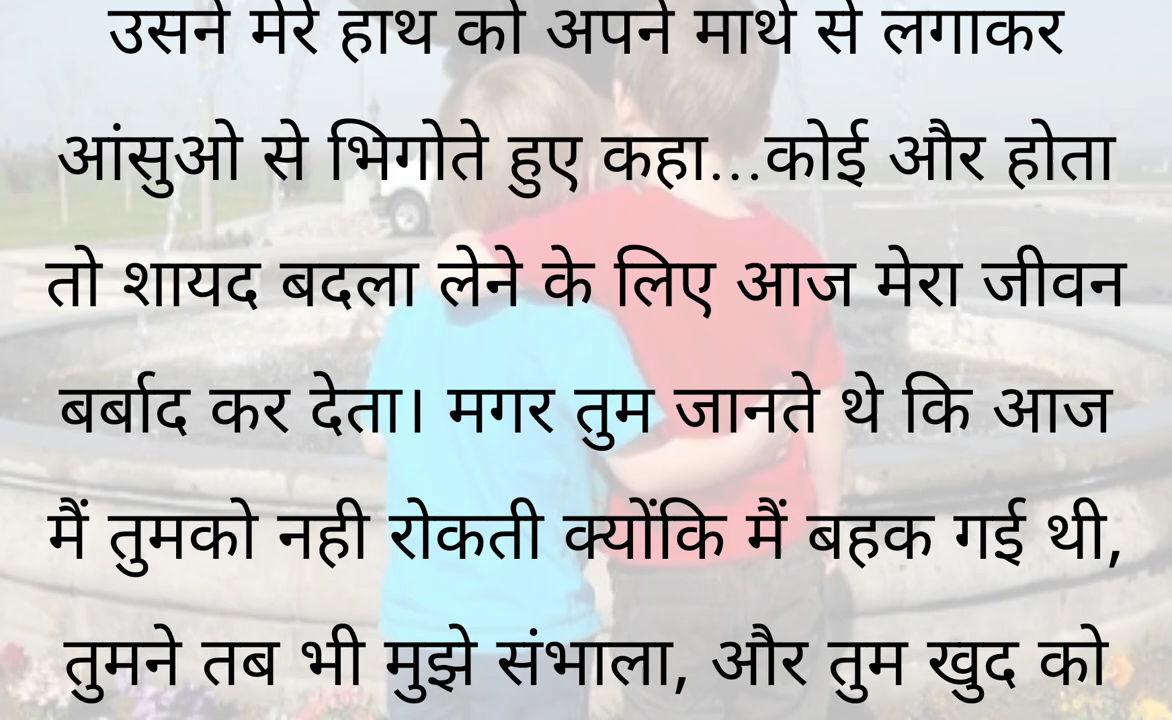 उसने मेरे हाथ को अपने माथे से लगाकर
आंसुओ से भिगोते हुए कहा...कोई और होता
तो शायद बदला लेने के लिए आज मेरा जीवन
बर्बाद कर देता। मगर तुम जानते थे कि आज
मैं तुमको नही रोकती क्योंकि मैं बहक गई थी,
तुमने तब भी मुझे संभाला, और तुम खुद को